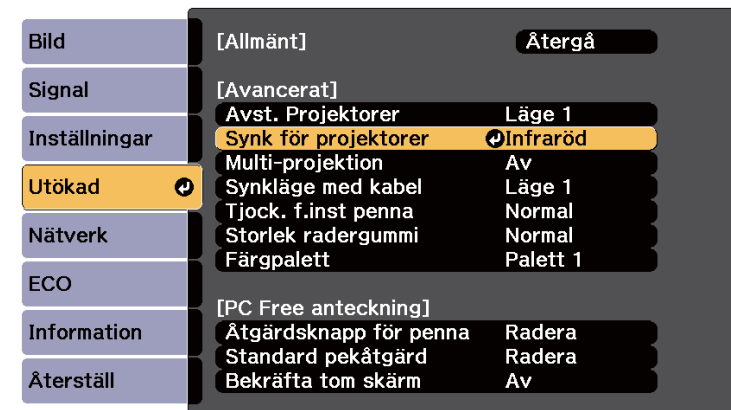 Bild
Signal
Inställningar
Utökad
Nätverk
ECO
Information
Återställ
[Allmänt] Återgå
[Avancerat]
Avst. Projektorer Läge 1
Synk för projektorer Infraröd
Multi-projektion Av
Synkläge med kabel Läge 1
Tjock. f.inst penna Normal
Storlek radergummi Normal
Färgpalett Palett 1
[PC Free anteckning]
Åtgärdsknapp för penna Radera
Standard pekåtgärd Radera
Bekräfta tom skärm Av